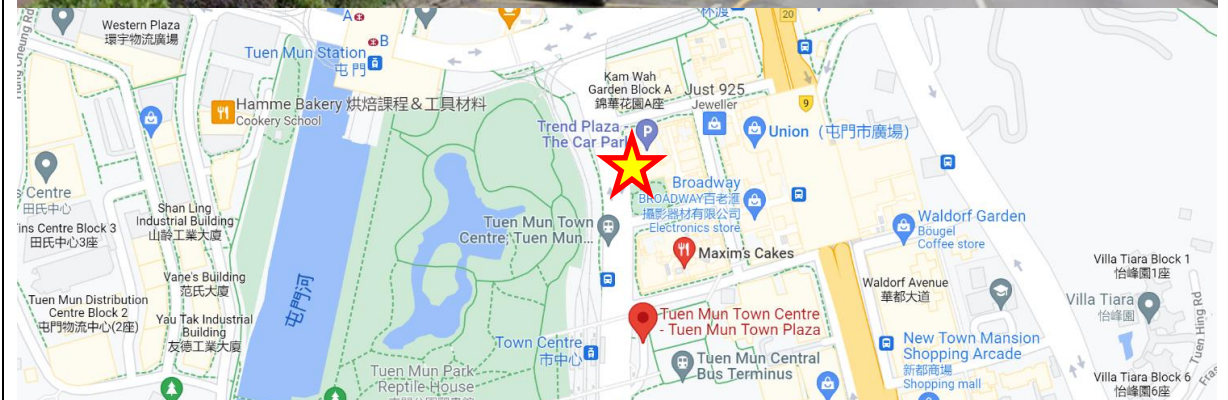 Western Plaza
環宇物流廣場
A
B
Tuen Mun Station
屯門
20
Hamme Bakery 烘焙課程＆工具材料
Cookery School
Kam Wah
Garden Block A
錦華花園A座
Just 925
Jeweller
9
Trend Plaza -
The Car Park
P
Union（屯門市廣場）
s Centre
田氏中心
ins Centre Block 3
田氏中心3座
Shan Ling
Industrial Building
山齡工業大廈
Broadway
BROADWAY百老滙
攝影器材有限公司
Electronics store
Tuen Mun Town
Centre, Tuen Mun...
Waldorf Garden
Bougel
Coffee store
Maxim's Cakes
Vane's Building
范氏大廈
屯門河
Villa Tiara Block 1
怡峰園1座
Waldorf Avenue
華都大道
Villa Tiara
怡峰園
Tuen Hing Rd
Tuen Mun Distribution
Centre Block 2
屯門物流中心(2座)
Yau Tak Industrial
Building
友德工業大廈
Tuen Mun Town Centre
- Tuen Mun Town Plaza
Town Centre
市中心
Tuen Mun Central
Bus Terminus
New Town Mansion
Shopping Arcade
新都商場
Shopping mall
Tuen Mun Park
Reptile House
Villa Tiara Block 6
怡峰園6座